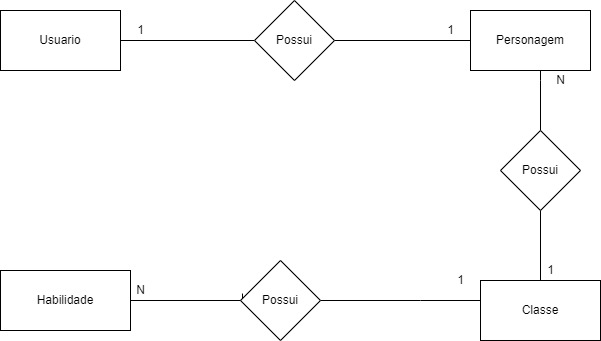 Usuario
1
Possui
1
Personagem
N
Possui
1
Habilidade
N
Possui
1
Classe